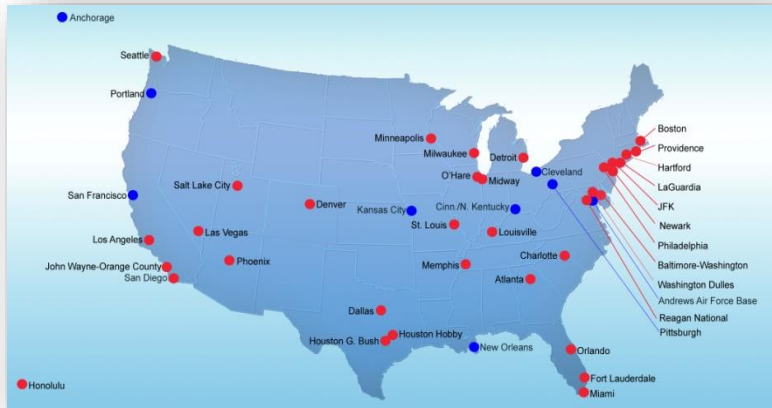 Anchorage
Seattle
Portland
Minneapolis
Milwaukee
Detroit
Boston
Providence
Hartford
LaGuardia
JFK
Newark
Philadelphia
Baltimore-Washington
Washington Dulles
Andrews Air Force Base
Reagan National
Pittsburgh
Cleveland
O'Hare
Midway
Salt Lake City
San Francisco
Denver
Kansas City
Cinn./N. Kentucky
St. Louis
Louisville
Los Angeles
Las Vegas
John Wayne-Orange County
San Diego
Phoenix
Memphis
Charlotte
Atlanta
Dallas
Houston Hobby
Houston G. Bush
New Orleans
Orlando
Fort Lauderdale
Miami
Honolulu